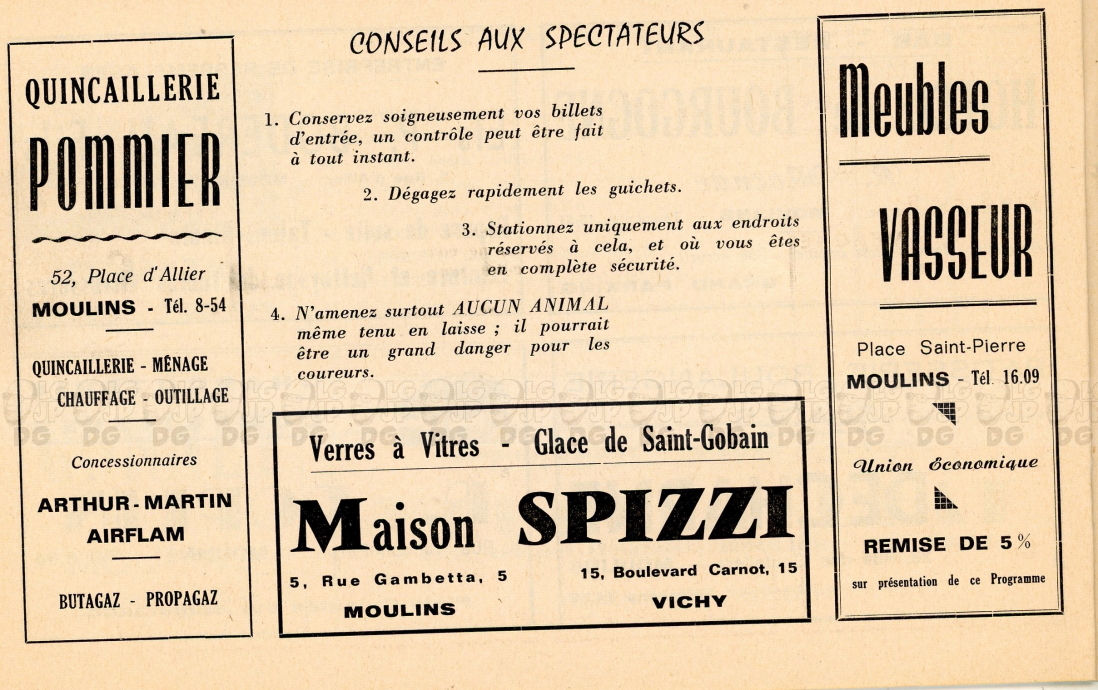 QUINCAILLERIE
POMMIER
52, Place d'Allier
MOULINS - Tél. 8-54
QUINCAILLERIE - MÉNAGE
CHAUFFAGE - OUTILLAGE
Concessionnaires
ARTHUR-MARTIN
AIRFLAM
BUTAGAZ - PROPAGAZ
CONSEILS AUX SPECTATEURS
1. Conservez soigneusement vos billets
d'entrée, un contrôle peut être fait
à tout instant.
2. Dégagez rapidement les guichets.
3. Stationnez uniquement aux endroits
réservés à cela, et où vous êtes
en complète sécurité.
4. N'amenez surtout AUCUN ANIMAL
même tenu en laisse ; il pourrait
être un grand danger pour les
coureurs.
Verres à Vitres - Glace de Saint-Gobain
Maison SPIZZI
5, Rue Gambetta, 5
MOULINS
15, Boulevard Carnot, 15
VICHY
Meubles
VASSEUR
Place Saint-Pierre
MOULINS - Tél. 16.09
Union Économique
REMISE DE 5 %
sur présentation de ce Programme